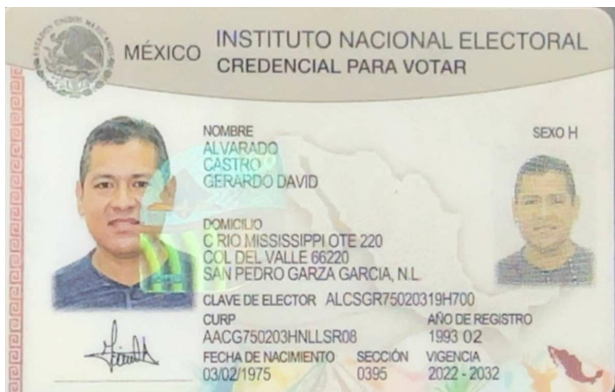 MÉXICO INSTITUTO NACIONAL ELECTORAL
CREDENCIAL PARA VOTAR
NOMBRE
SEXO H
ALVARADO
CASTRO
GERARDO DAVID
DOMICILIO
C RIO MISSISSIPPI OTE 220
COL DEL VALLE 66220
SAN PEDRO GARZA GARCIA, N.L.
CLAVE DE ELECTOR ALCSGR75020319H700
CURP
AÑO DE REGISTRO
AACG750203HNLLSR08
1993 02
FECHA DE NACIMIENTO SECCIÓN VIGENCIA
03/02/1975 0395 2022 - 2032